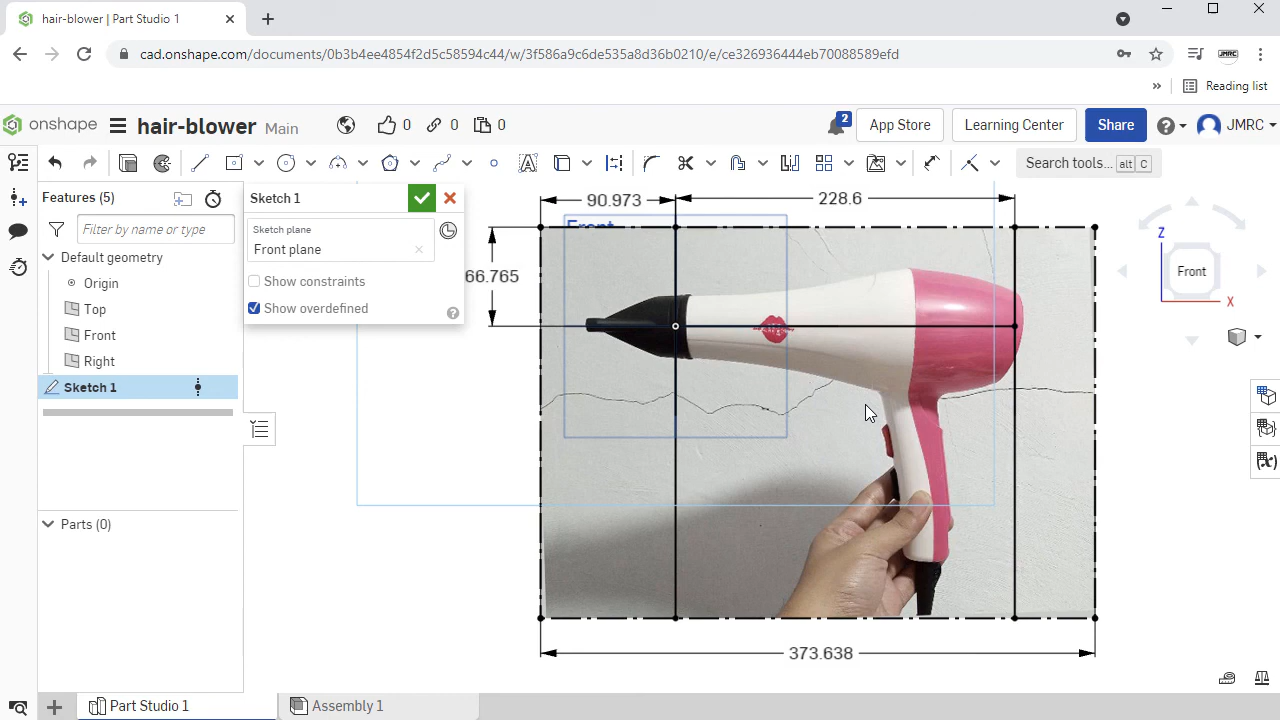 hair-blower | Part Studio 1
cad.onshape.com/documents/0b3b4ee4854f2d5c58594c44/w/3f586a9c6de535a8d36b0210/e/ce326936444eb70088589efd
Reading list
onshape hair-blower Main 0 0 0 2 App Store Learning Center Share JMRC
Search tools... alt C
Features (5)
Filter by name or type
Default geometry
Origin
Top
Front
Right
Sketch 1
Parts (0)
Sketch 1
Sketch plane
Front plane
Show constraints
Show overdefined
90.973
228.6
Front
66.765
373.638
Z
Front
X
Part Studio 1
Assembly 1